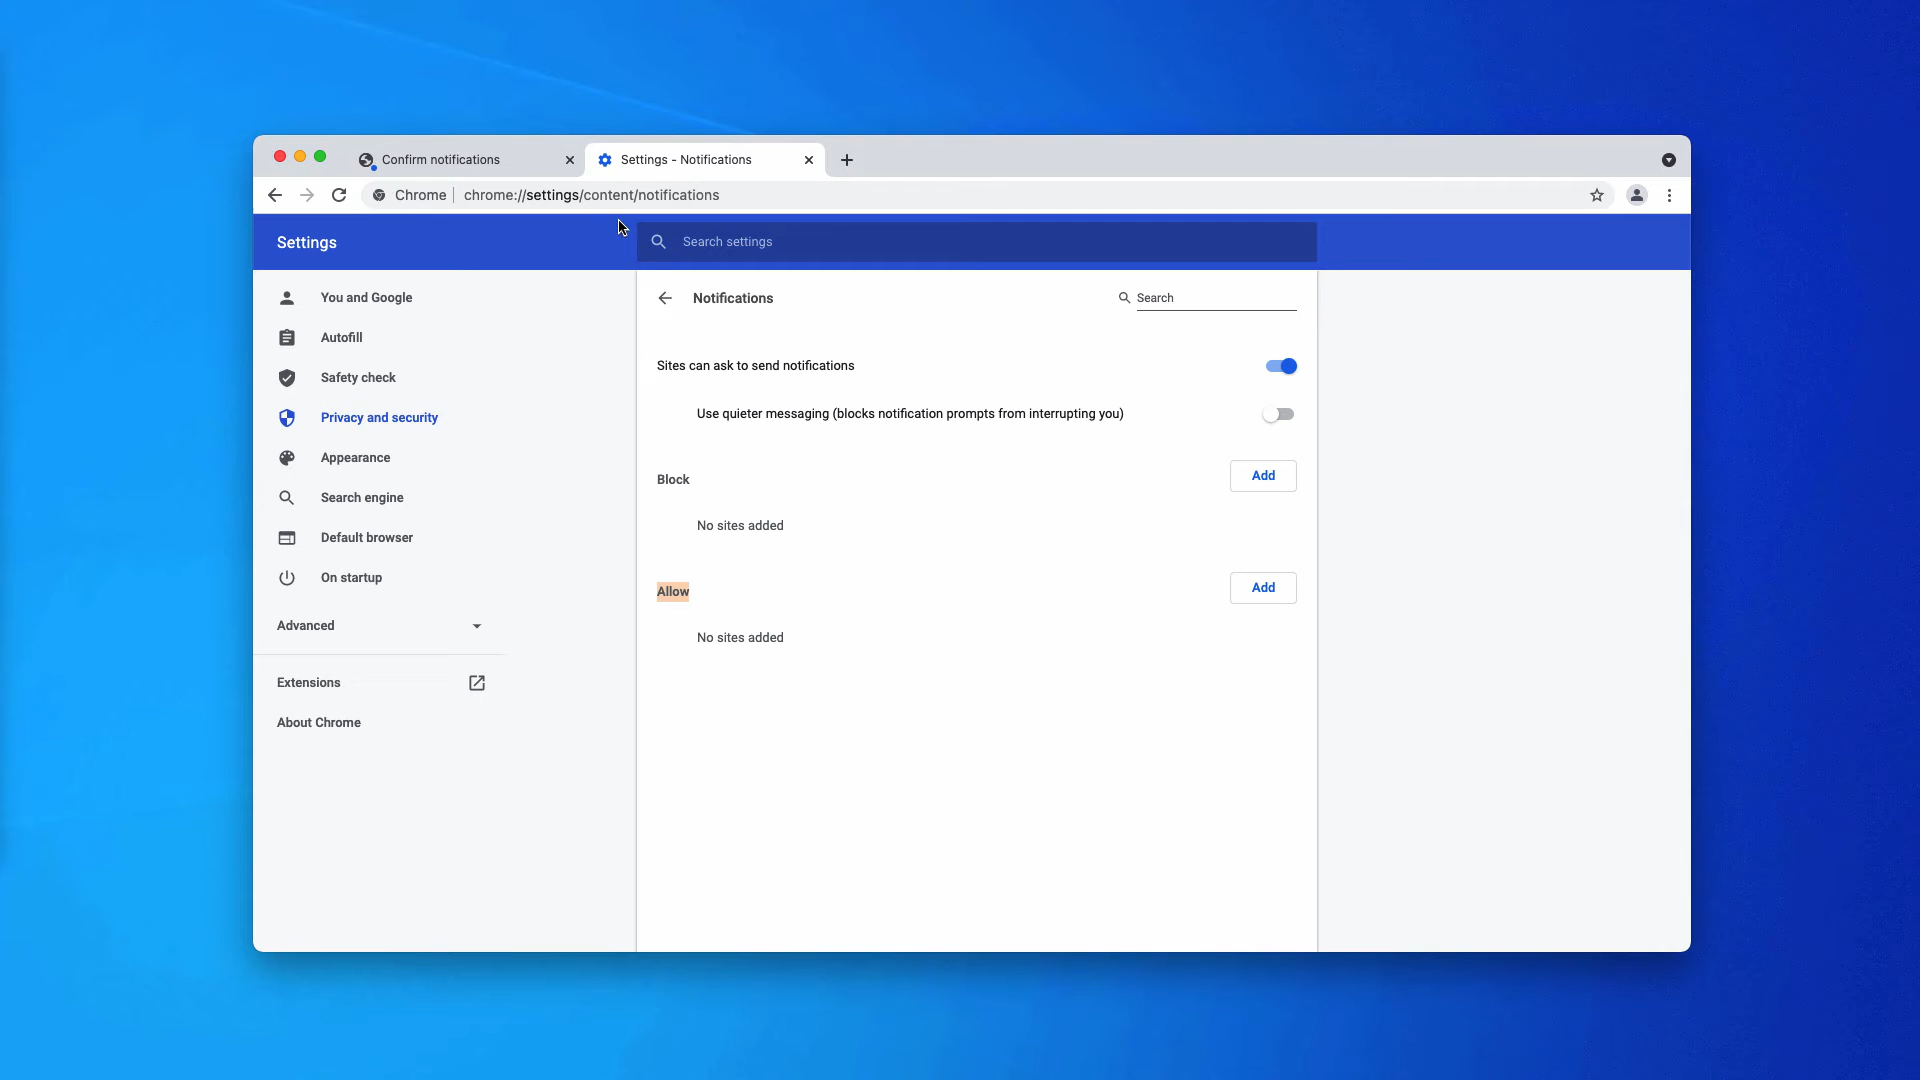 Confirm notifications
Settings - Notifications
Chrome
chrome://settings/content/notifications
Settings
Search settings
You and Google
Autofill
Safety check
Privacy and security
Appearance
Search engine
Default browser
On startup
Advanced
Extensions
About Chrome
Notifications
Search
Sites can ask to send notifications
Use quieter messaging (blocks notification prompts from interrupting you)
Block
Add
No sites added
Allow
Add
No sites added